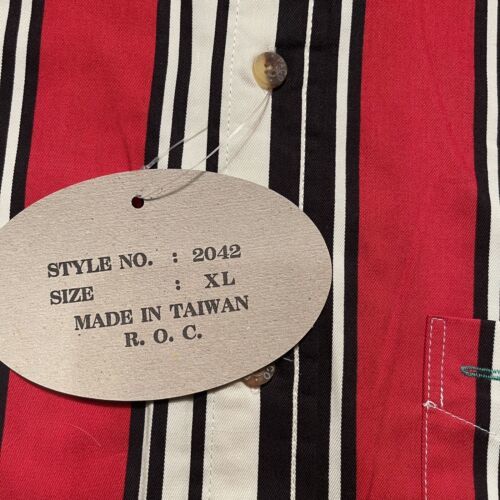 STYLE NO. : 2042
SIZE : XL
MADE IN TAIWAN
R. O. C.